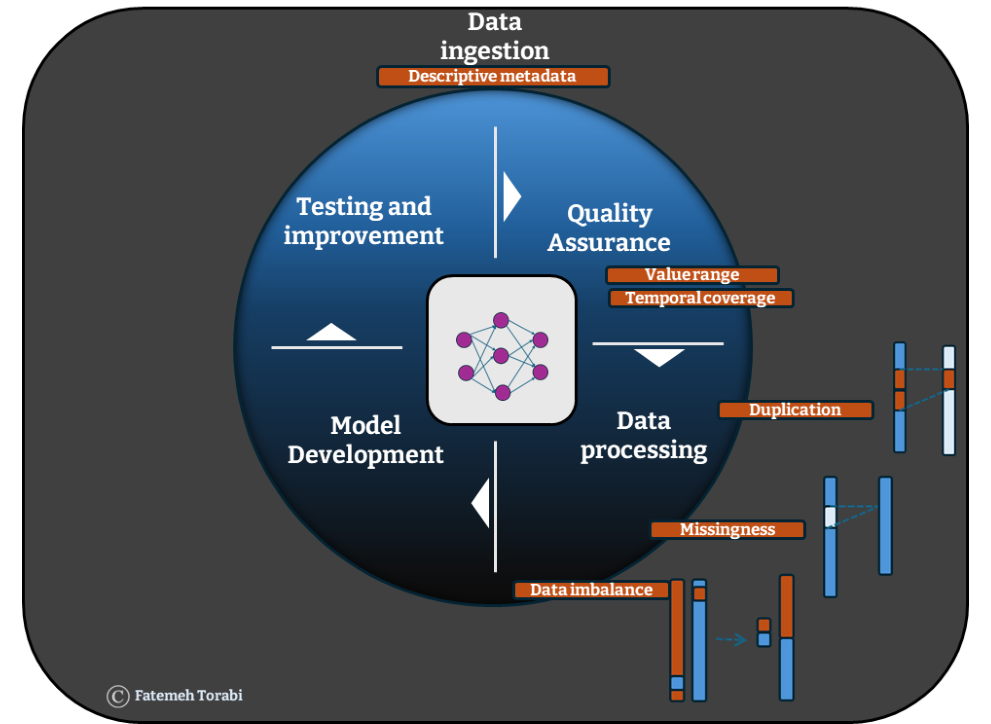 Data
ingestion
Descriptive metadata
Testing and
improvement
Quality
Assurance
Value range
Temporal coverage
Model
Development
Data
processing
Duplication
Missingness
Data imbalance
© Fatemeh Torabi